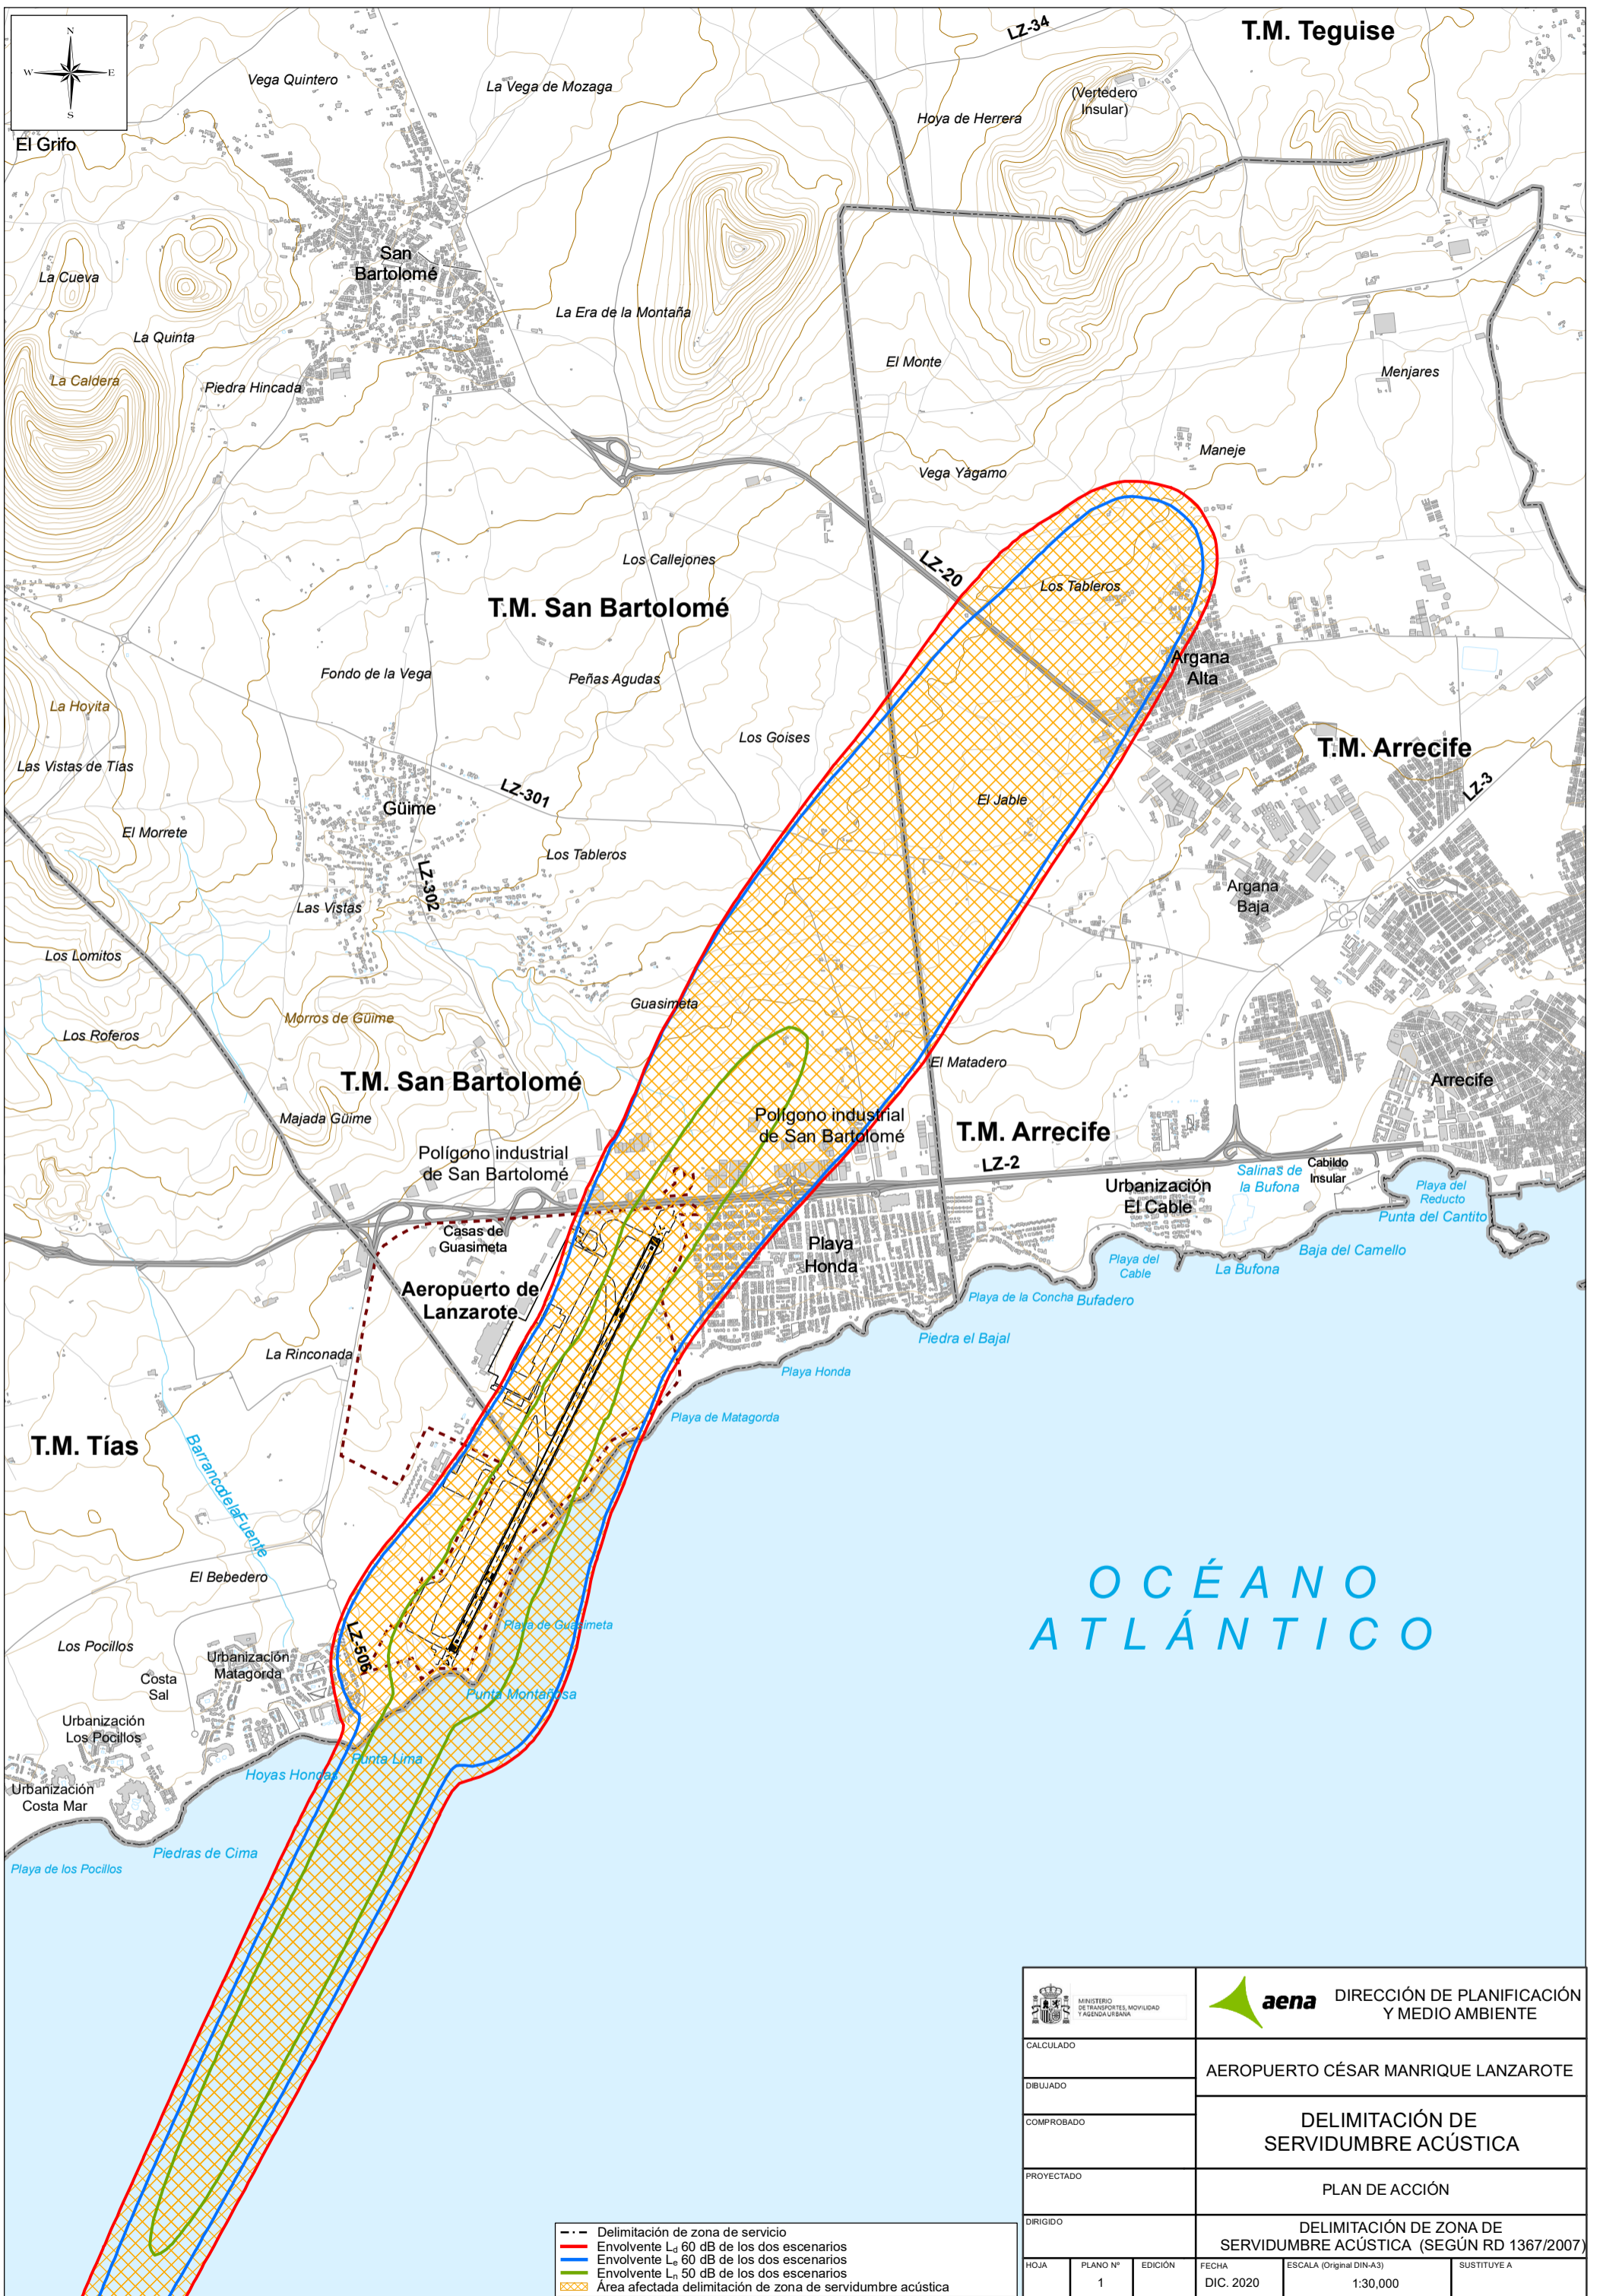 N
W
E
S
El Grifo
Vega Quintero
La Vega de Mozaga
LZ-34
T.M. Teguise
(Vertedero
Insular)
Hoya de Herrera
San
Bartolomé
La Cueva
La Quinta
La Era de la Montaña
La Caldera
Piedra Hincada
El Monte
Menjares
Maneje
Vega Yágamo
Los Callejones
LZ-20
Los Tableros
T.M. San Bartolomé
Argana
Alta
Fondo de la Vega
Peñas Agudas
La Hoyita
Los Goises
T.M. Arrecife
Las Vistas de Tías
LZ-301
LZ-3
Güime
El Jable
El Morrete
Los Tableros
LZ-302
Argana
Baja
Las Vistas
Los Lomitos
Guasimeta
Morros de Güime
Los Roferos
El Matadero
T.M. San Bartolomé
Arrecife
Majada Güime
Polígono industrial
de San Bartolomé
T.M. Arrecife
Polígono industrial
de San Bartolomé
LZ-2
Cabildo
Insular
Salinas de
la Bufona
Urbanización
El Cable
Playa del
Reducto
Punta del Cantito
Casas de
Guasimeta
Playa
Honda
Baja del Camello
Playa del
Cable
La Bufona
Aeropuerto de
Lanzarote
Playa de la Concha
Bufadero
Piedra el Bajal
La Rinconada
Playa Honda
Playa de Matagorda
T.M. Tías
Barranco de la Fuente
El Bebedero
OCÉANO
ATLÁNTICO
Playa de Guasimeta
LZ-506
Los Pocillos
Urbanización
Matagorda
Costa
Sal
Punta Montañosa
Urbanización
Los Pocillos
Punta Lima
Hoyas Hondas
Urbanización
Costa Mar
Piedras de Cima
Playa de los Pocillos
MINISTERIO
DE TRANSPORTES, MOVILIDAD
Y AGENDA URBANA
aena
DIRECCIÓN DE PLANIFICACIÓN
Y MEDIO AMBIENTE
CALCULADO
AEROPUERTO CÉSAR MANRIQUE LANZAROTE
DIBUJADO
COMPROBADO
DELIMITACIÓN DE
SERVIDUMBRE ACÚSTICA
PROYECTADO
PLAN DE ACCIÓN
DIRIGIDO
DELIMITACIÓN DE ZONA DE
SERVIDUMBRE ACÚSTICA (SEGÚN RD 1367/2007)
HOJA
PLANO Nº
1
EDICIÓN
FECHA
DIC. 2020
ESCALA (Original DIN-A3)
1:30,000
SUSTITUYE A
Delimitación de zona de servicio
Envolvente Ld 60 dB de los dos escenarios
Envolvente Le 60 dB de los dos escenarios
Envolvente Ln 50 dB de los dos escenarios
Área afectada delimitación de zona de servidumbre acústica